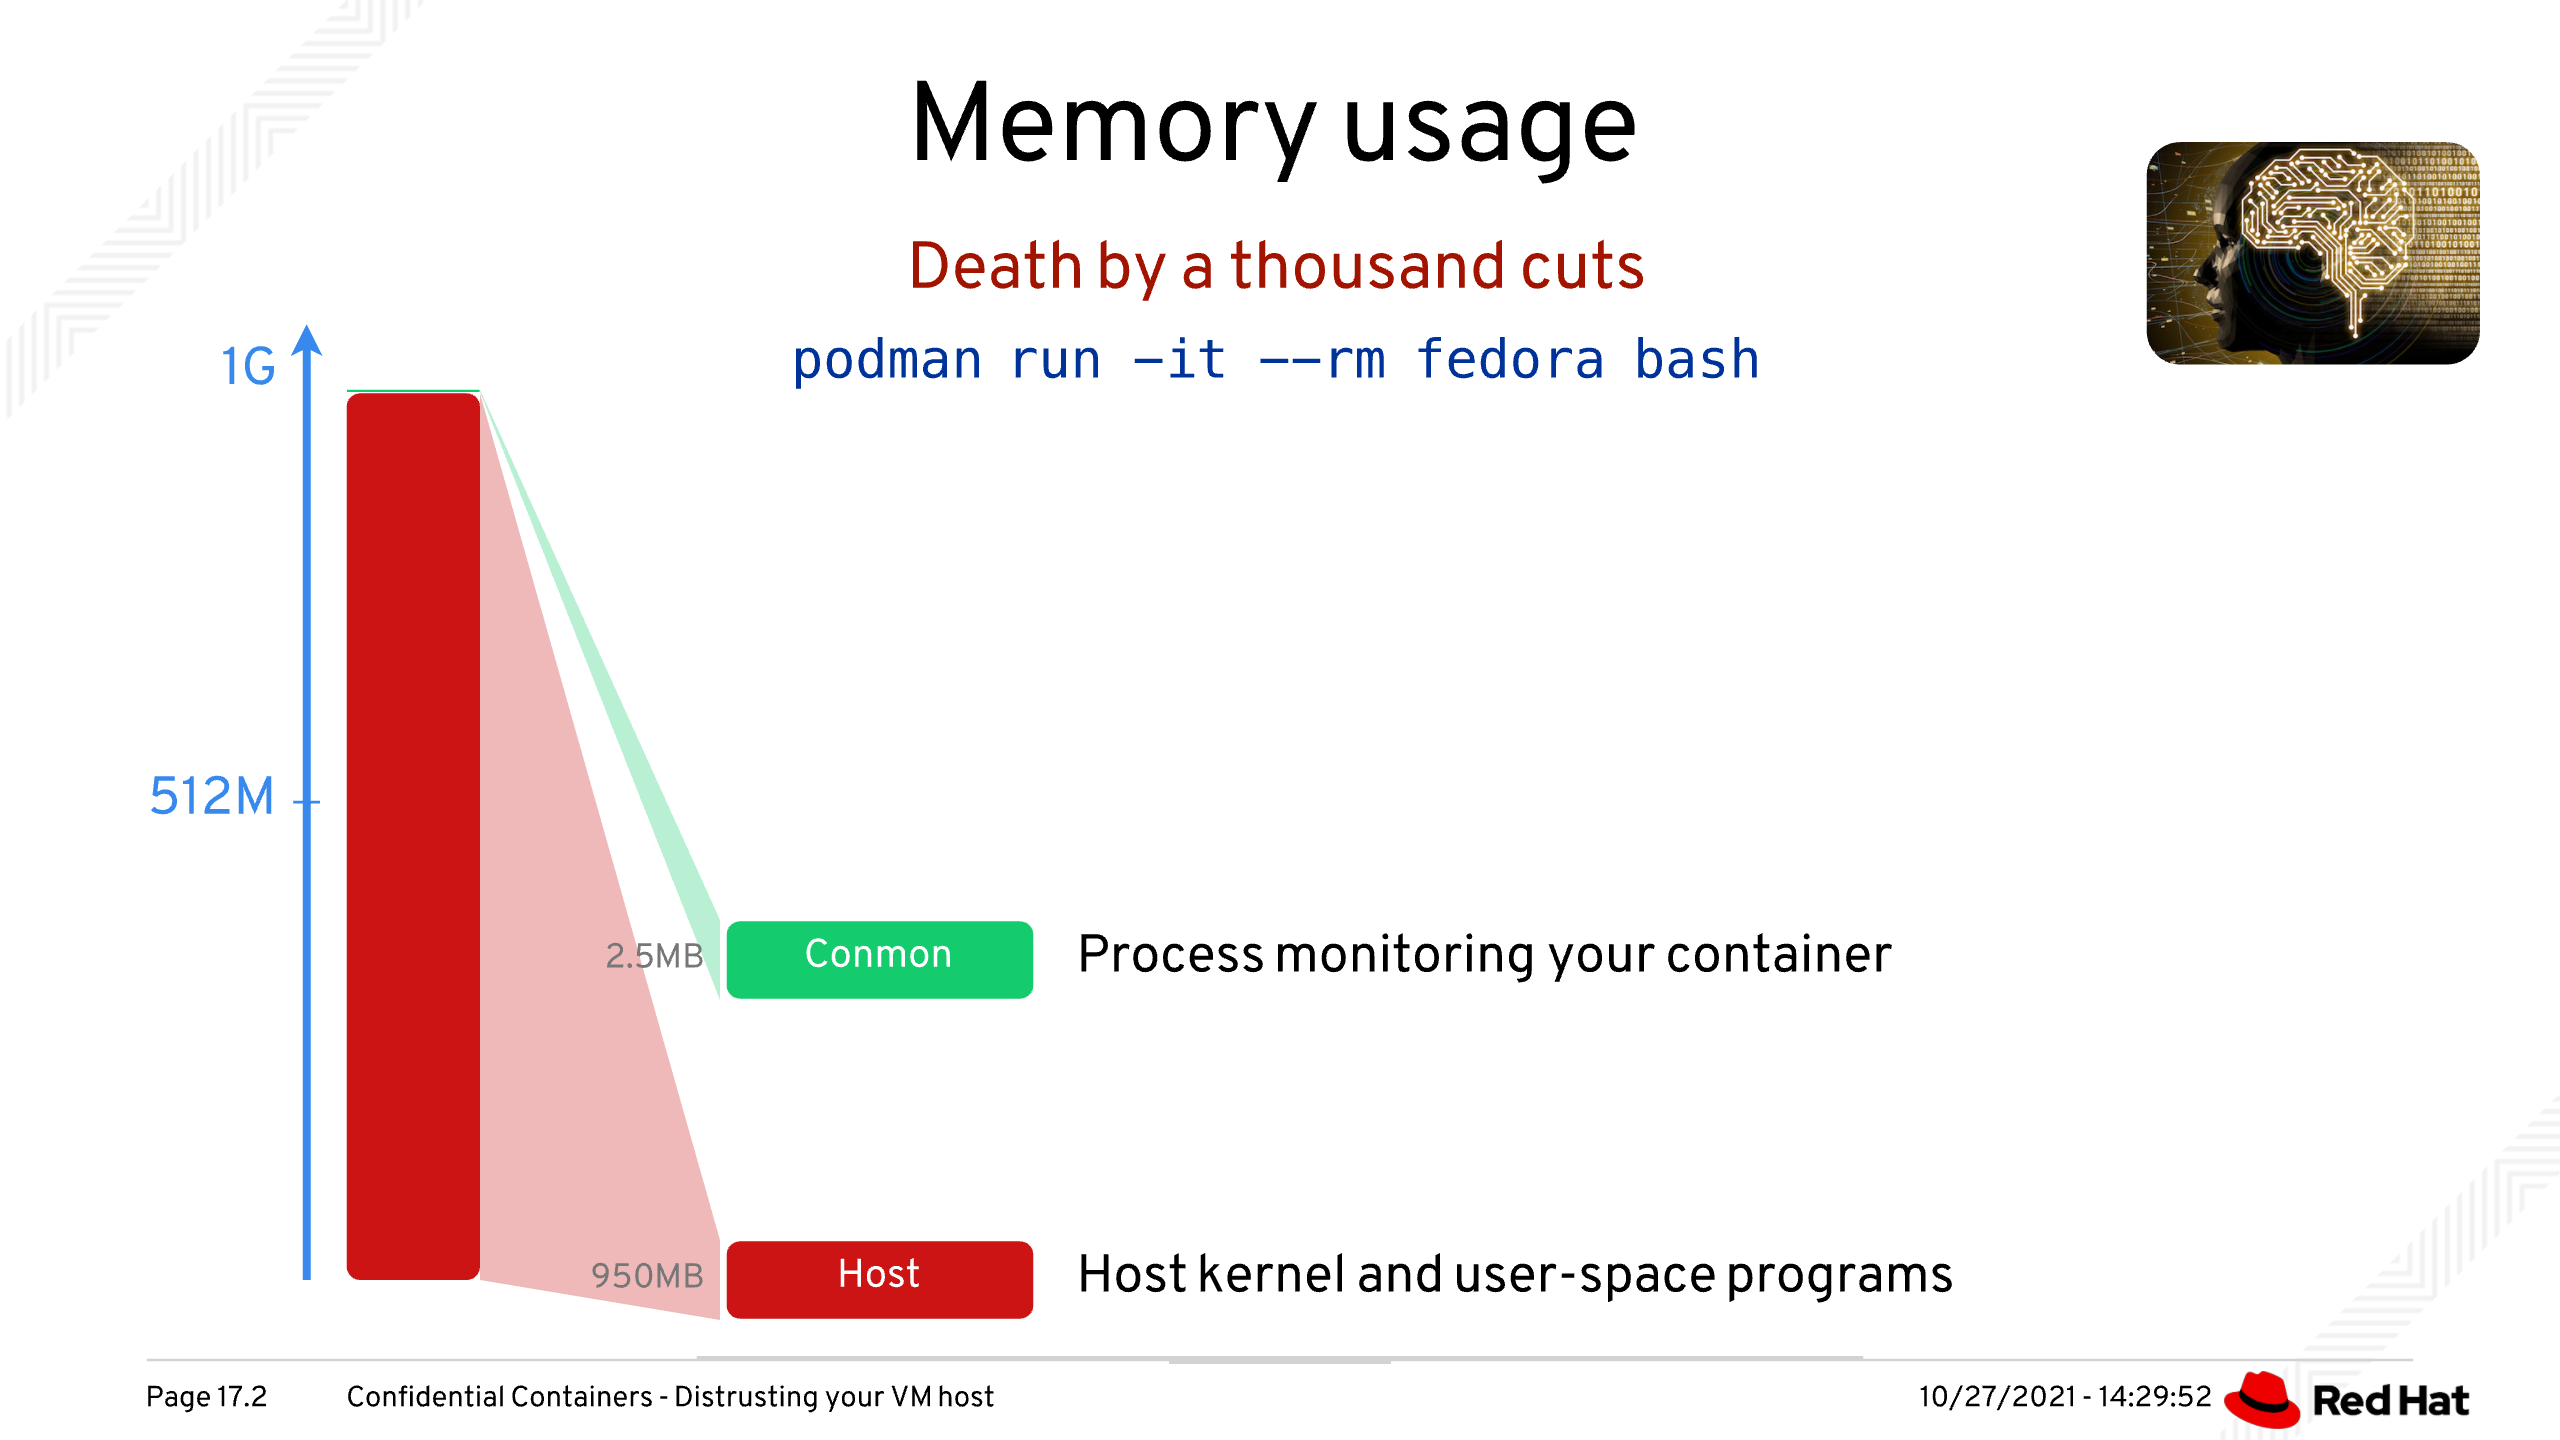 Memory usage
Death by a thousand cuts
podman run -it --rm fedora bash
1G
512M
2.5MB
Conmon
Process monitoring your container
950MB
Host
Host kernel and user-space programs
Page 17.2
Confidential Containers - Distrusting your VM host
10/27/2021 - 14:29:52
Red Hat